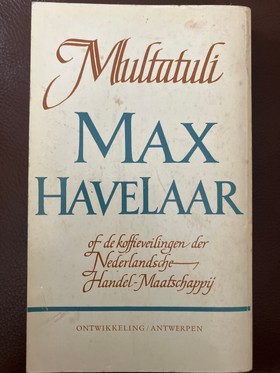 Multatuli
MAX
HAVELAAR
of de koffieveilingen der
Nederlandsche
Handel-Maatschappij
ONTWIKKELING / ANTWERPEN